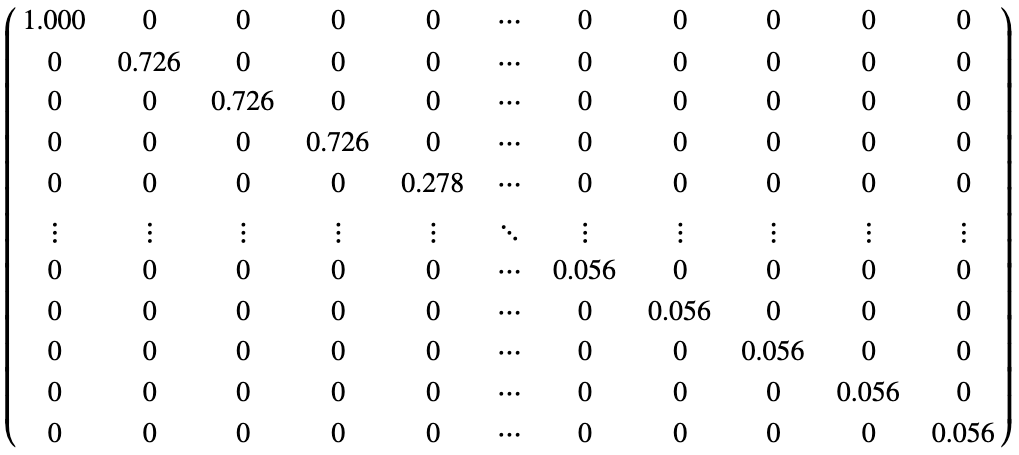 1.000 0 0 0 0 ⋯ 0 0 0 0 0
0 0.726 0 0 0 ⋯ 0 0 0 0 0
0 0 0.726 0 0 ⋯ 0 0 0 0 0
0 0 0 0.726 0 ⋯ 0 0 0 0 0
0 0 0 0 0.278 ⋯ 0 0 0 0 0
⋮ ⋮ ⋮ ⋮ ⋮ ⋱ ⋮ ⋮ ⋮ ⋮ ⋮
0 0 0 0 0 ⋯ 0.056 0 0 0 0
0 0 0 0 0 ⋯ 0 0.056 0 0 0
0 0 0 0 0 ⋯ 0 0 0.056 0 0
0 0 0 0 0 ⋯ 0 0 0 0.056 0
0 0 0 0 0 ⋯ 0 0 0 0 0.056